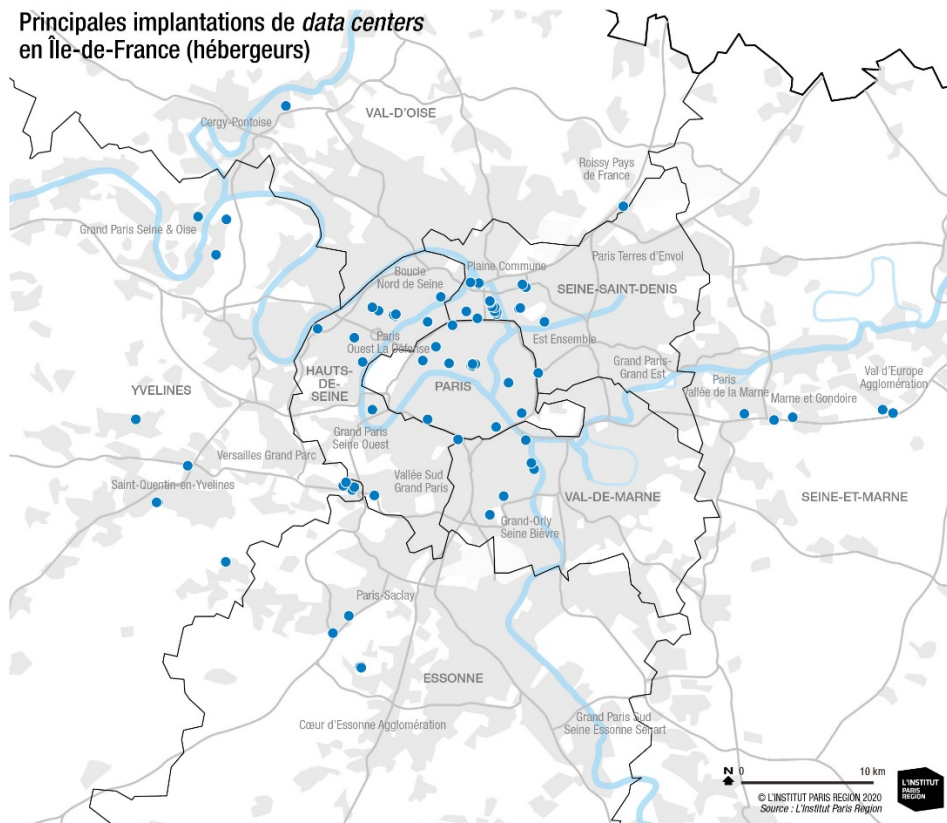 Principales implantations de data centers
en Île-de-France (hébergeurs)
Cergy-Pontoise
VAL-D'OISE
Roissy Pays
de France
Grand Paris Seine & Oise
Boucle
Nord de Seine
Plaine Commune
Paris Terres d'Envol
SEINE-SAINT-DENIS
Paris
Ouest La Défense
Est Ensemble
HAUTS-
DE-
SEINE
PARIS
Grand Paris-
Grand Est
YVELINES
Paris
Vallée de la Marne
Marne et Gondoire
Val d'Europe
Agglomération
Grand Paris
Seine Ouest
Versailles Grand Parc
Saint-Quentin-en-Yvelines
Vallée Sud
Grand Paris
VAL-DE-MARNE
SEINE-ET-MARNE
Grand-Orly
Seine Bièvre
Paris-Saclay
ESSONNE
Cœur d'Essonne Agglomération
Grand Paris Sud
Seine Essonne Sénart
N 0 10 km
© L'INSTITUT PARIS REGION 2020
Source : L'Institut Paris Region
L'INSTITUT
PARIS
REGION